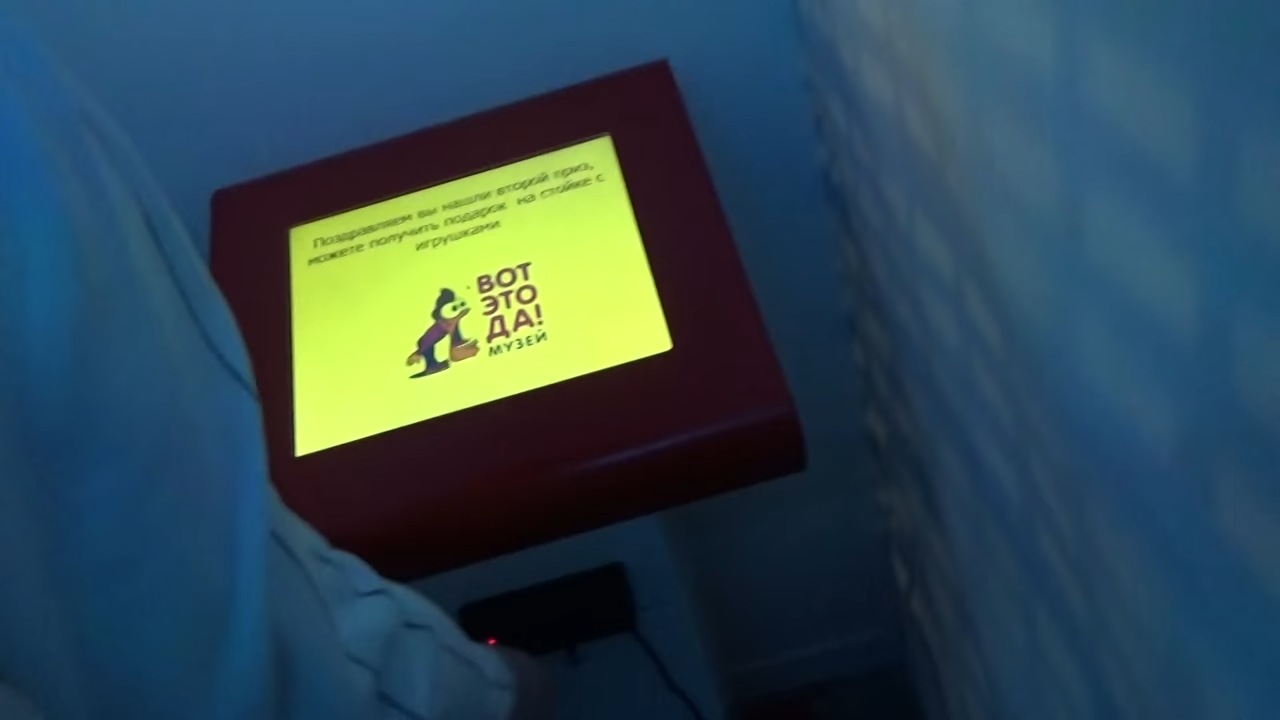 Поздравляем вы нашли второй приз,
можете получить подарок на стойке с
игрушками
ВОТ
ЭТО
ДА!
МУЗЕЙ